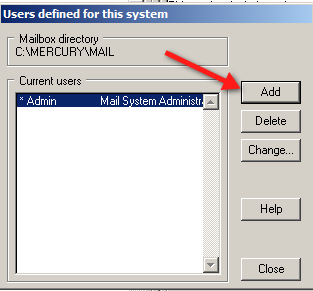 Users defined for this system
Mailbox directory
C:\MERCURY\MAIL
Current users
* Admin Mail System Administra
Add
Delete
Change...
Help
Close